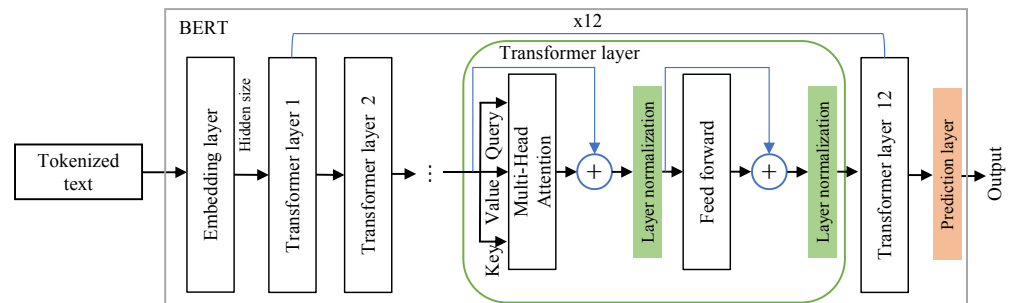 BERT
x12
Tokenized
text
Embedding layer
Hidden size
Transformer layer 1
Transformer layer 2
...
Transformer layer
Query
Value
Key
Multi-Head
Attention
+
Layer normalization
Feed forward
+
Layer normalization
Transformer layer 12
Prediction layer
Output